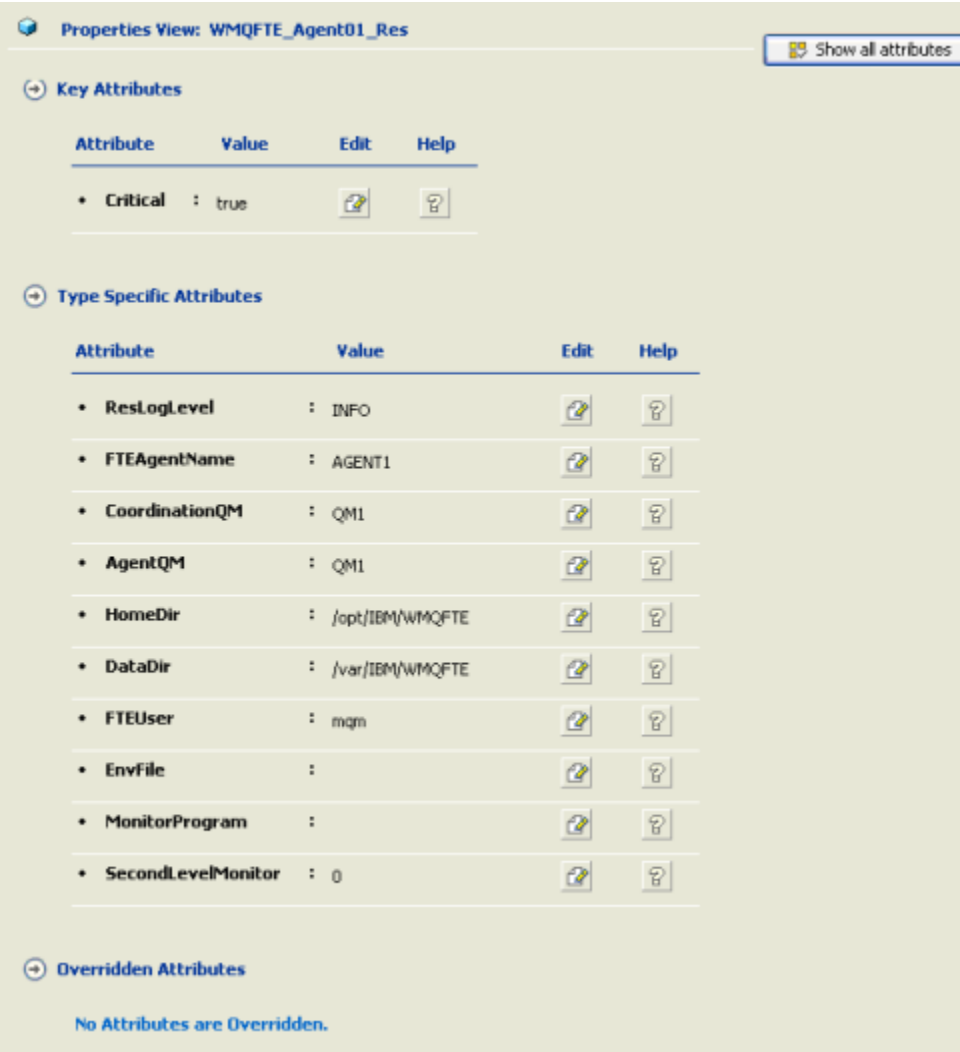 Properties View: WMQFTE_Agent01_Res
Show all attributes
Key Attributes
Attribute Value Edit Help
• Critical : true
Type Specific Attributes
Attribute Value Edit Help
• ResLogLevel : INFO
• FTEAgentName : AGENT1
• CoordinationQM : QM1
• AgentQM : QM1
• HomeDir : /opt/IBM/WMQFTE
• DataDir : /var/IBM/WMQFTE
• FTEUser : mqm
• EnvFile :
• MonitorProgram :
• SecondLevelMonitor : 0
Overridden Attributes
No Attributes are Overridden.